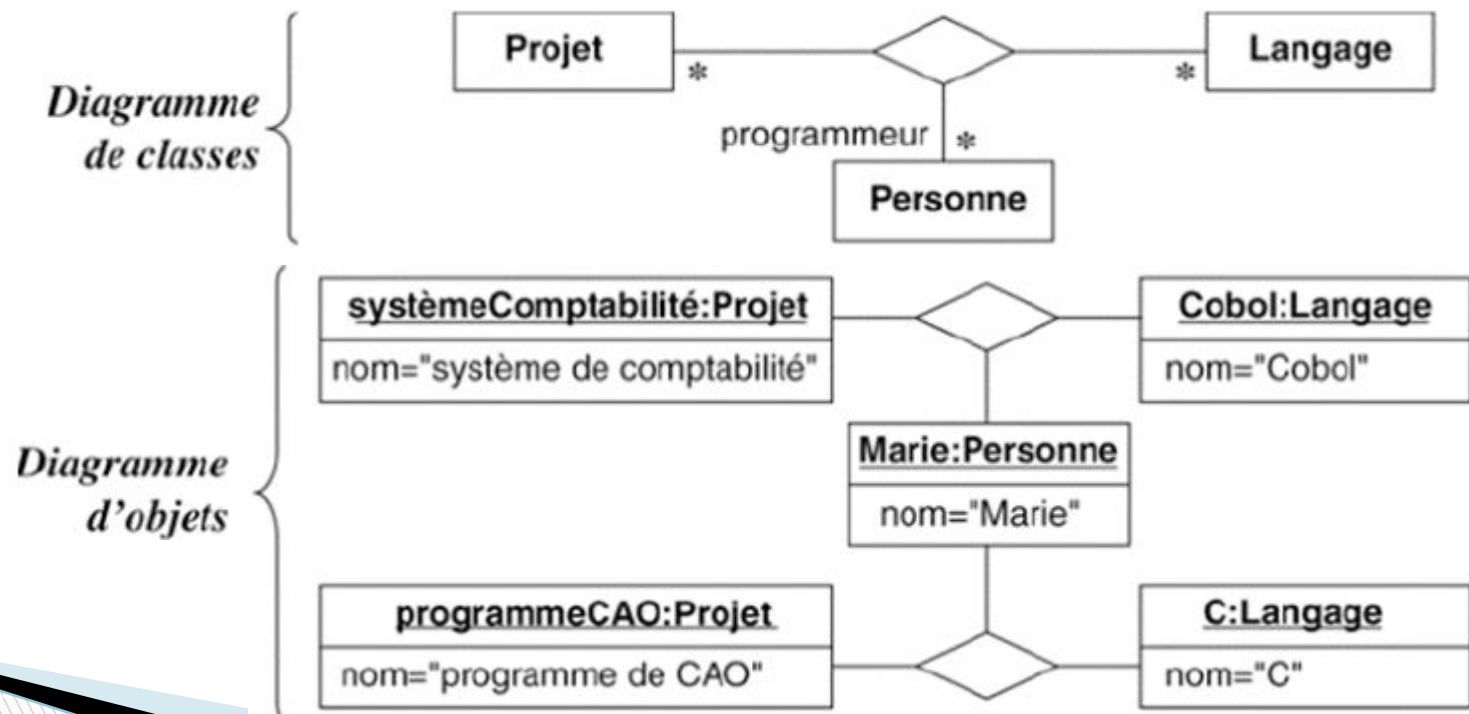 Diagramme
de classes
Projet
*
*
Langage
programmeur
*
Personne
Diagramme
d'objets
systèmeComptabilité:Projet
nom="système de comptabilité"
Cobol:Langage
nom="Cobol"
Marie:Personne
nom="Marie"
programmeCAO:Projet
nom="programme de CAO"
C:Langage
nom="C"